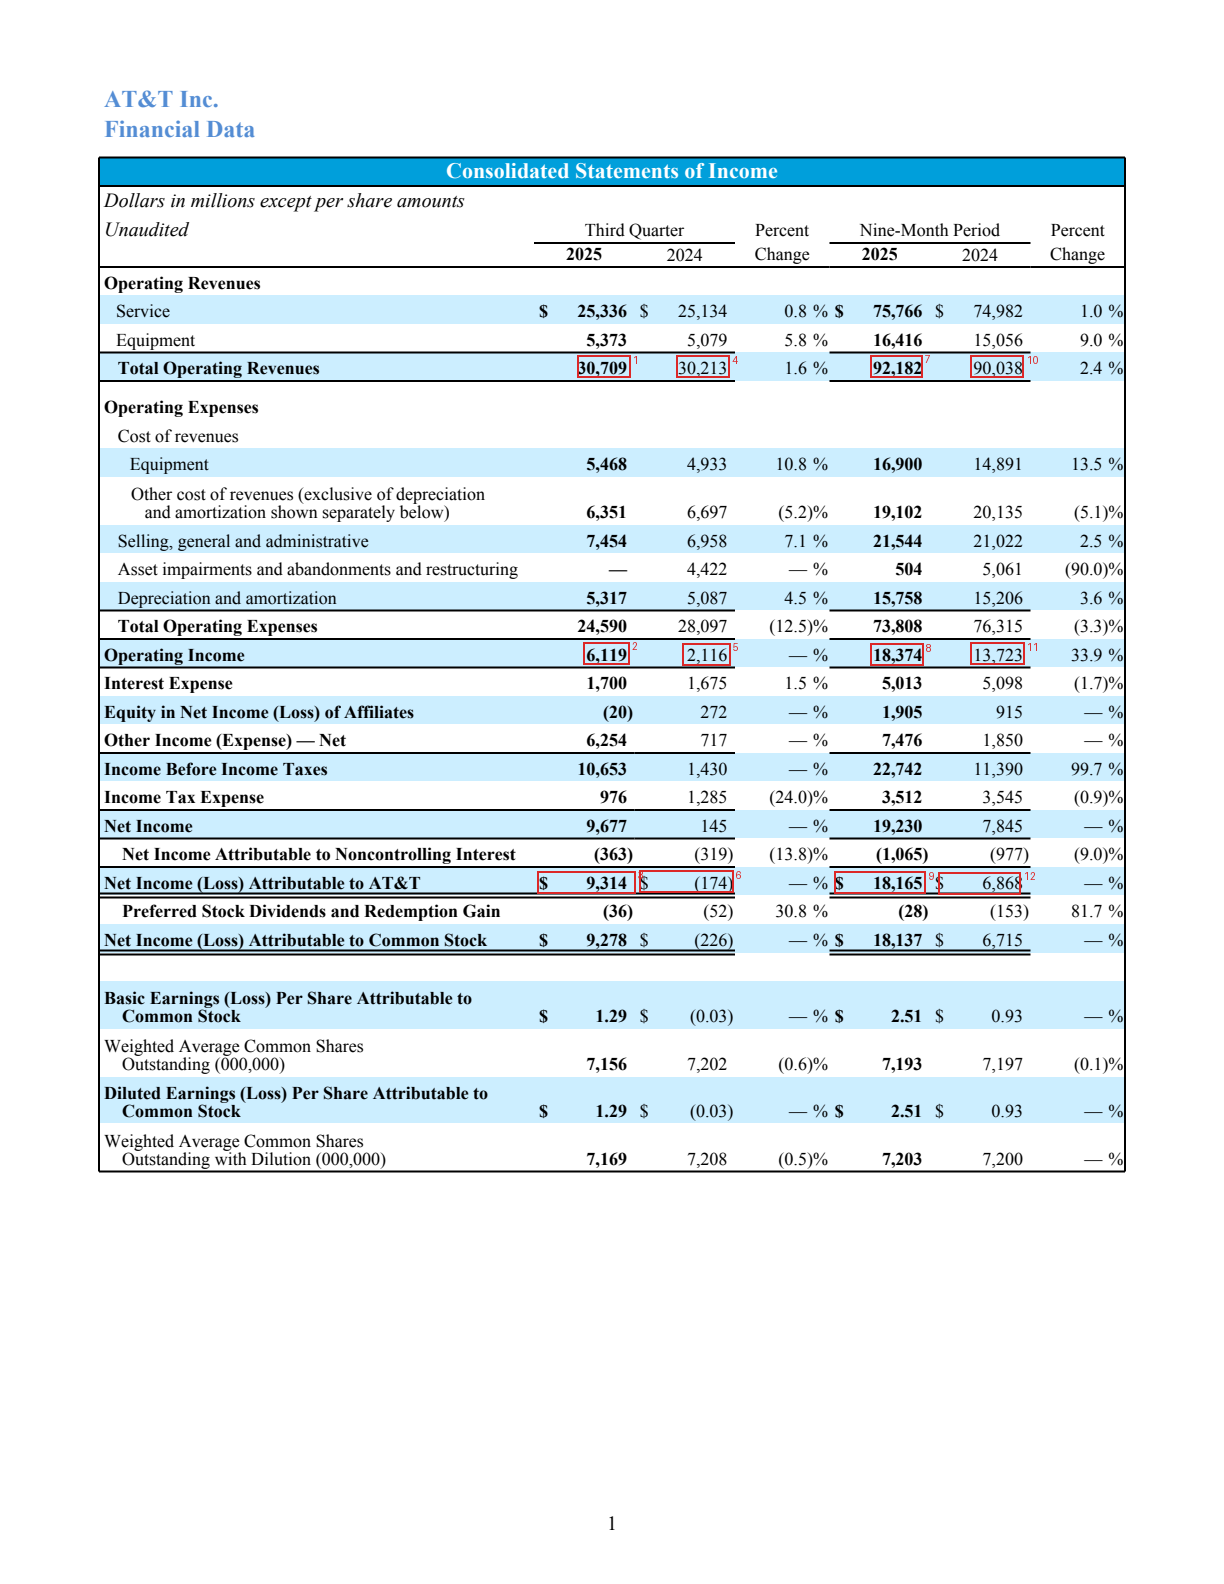 AT&T Inc.
Financial Data
Consolidated Statements of Income
Dollars in millions except per share amounts
Unaudited Third Quarter Percent Nine-Month Period Percent
2025 2024 Change 2025 2024 Change
Operating Revenues
Service $ 25,336 $ 25,134 0.8 % $ 75,766 $ 74,982 1.0 %
Equipment 5,373 5,079 5.8 % 16,416 15,056 9.0 %
Total Operating Revenues 30,709 1 30,213 4 1.6 % 92,182 7 90,038 10 2.4 %
Operating Expenses
Cost of revenues
Equipment 5,468 4,933 10.8 % 16,900 14,891 13.5 %
Other cost of revenues (exclusive of depreciation
and amortization shown separately below) 6,351 6,697 (5.2)% 19,102 20,135 (5.1)%
Selling, general and administrative 7,454 6,958 7.1 % 21,544 21,022 2.5 %
Asset impairments and abandonments and restructuring — 4,422 — % 504 5,061 (90.0)%
Depreciation and amortization 5,317 5,087 4.5 % 15,758 15,206 3.6 %
Total Operating Expenses 24,590 28,097 (12.5)% 73,808 76,315 (3.3)%
Operating Income 6,119 2 2,116 5 — % 18,374 8 13,723 11 33.9 %
Interest Expense 1,700 1,675 1.5 % 5,013 5,098 (1.7)%
Equity in Net Income (Loss) of Affiliates (20) 272 — % 1,905 915 — %
Other Income (Expense) — Net 6,254 717 — % 7,476 1,850 — %
Income Before Income Taxes 10,653 1,430 — % 22,742 11,390 99.7 %
Income Tax Expense 976 1,285 (24.0)% 3,512 3,545 (0.9)%
Net Income 9,677 145 — % 19,230 7,845 — %
Net Income Attributable to Noncontrolling Interest (363) (319) (13.8)% (1,065) (977) (9.0)%
Net Income (Loss) Attributable to AT&T $ 9,314 $ (174) 6 — % $ 18,165 9 $ 6,868 12 — %
Preferred Stock Dividends and Redemption Gain (36) (52) 30.8 % (28) (153) 81.7 %
Net Income (Loss) Attributable to Common Stock $ 9,278 $ (226) — % $ 18,137 $ 6,715 — %
Basic Earnings (Loss) Per Share Attributable to
Common Stock $ 1.29 $ (0.03) — % $ 2.51 $ 0.93 — %
Weighted Average Common Shares
Outstanding (000,000) 7,156 7,202 (0.6)% 7,193 7,197 (0.1)%
Diluted Earnings (Loss) Per Share Attributable to
Common Stock $ 1.29 $ (0.03) — % $ 2.51 $ 0.93 — %
Weighted Average Common Shares
Outstanding with Dilution (000,000) 7,169 7,208 (0.5)% 7,203 7,200 — %
1